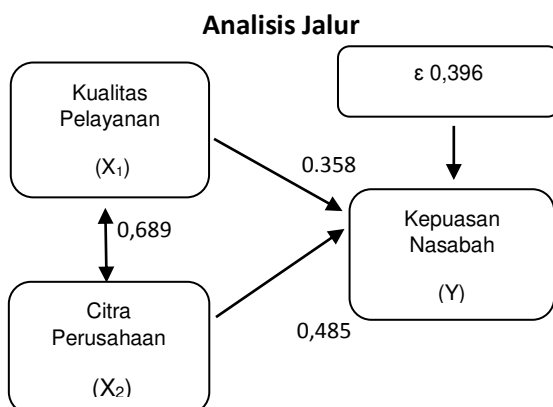 Analisis Jalur
Kualitas
Pelayanan
(X₁)
ε 0,396
0.358
0,689
Kepuasan
Nasabah
(Y)
Citra
Perusahaan
(X₂)
0,485